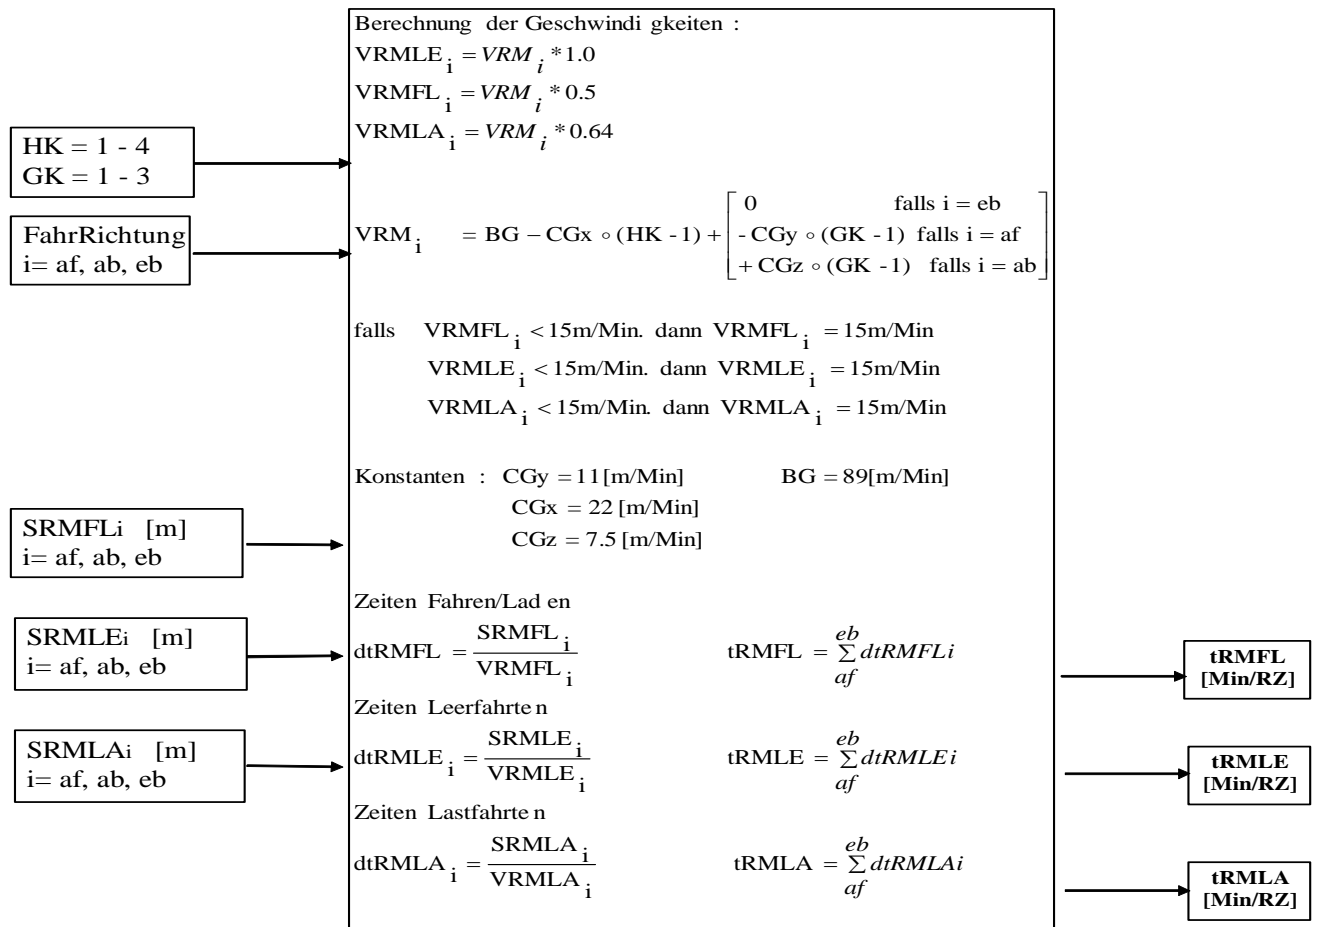 Berechnung der Geschwindi gkeiten :
VRMLE i = VRM i * 1.0
VRMFL i = VRM i * 0.5
VRMLA i = VRM i * 0.64
HK = 1 - 4
GK = 1 - 3
FahrRichtung
i= af, ab, eb
VRM i = BG − CGx ∘ (HK - 1) +
0 falls i = eb
- CGy ∘ (GK - 1) falls i = af
+ CGz ∘ (GK - 1) falls i = ab
falls VRMFL i < 15m/Min. dann VRMFL i = 15m/Min
VRMLE i < 15m/Min. dann VRMLE i = 15m/Min
VRMLA i < 15m/Min. dann VRMLA i = 15m/Min
Konstanten : CGy = 11 [m/Min] BG = 89[m/Min]
CGx = 22 [m/Min]
CGz = 7.5 [m/Min]
SRMFLi [m]
i= af, ab, eb
Zeiten Fahren/Lad en
SRMLEi [m]
i= af, ab, eb
dtRMFL = SRMFL i / VRMFL i tRMFL = eb ∑ af dtRMFLi
tRMFL
[Min/RZ]
Zeiten Leerfahrte n
SRMLAi [m]
i= af, ab, eb
dtRMLE i = SRMLE i / VRMLE i tRMLE = eb ∑ af dtRMLEi
tRMLE
[Min/RZ]
Zeiten Lastfahrte n
dtRMLA i = SRMLA i / VRMLA i tRMLA = eb ∑ af dtRMLAi
tRMLA
[Min/RZ]